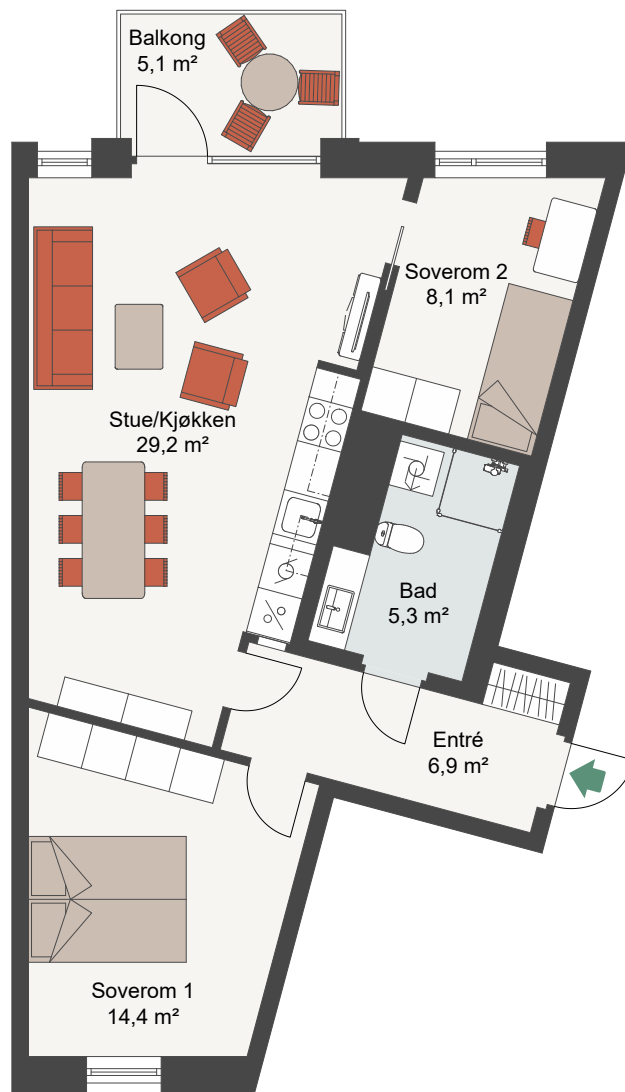 Balkong
5,1 m²
Soverom 2
8,1 m²
Stue/Kjøkken
29,2 m²
Bad
5,3 m²
Entré
6,9 m²
Soverom 1
14,4 m²